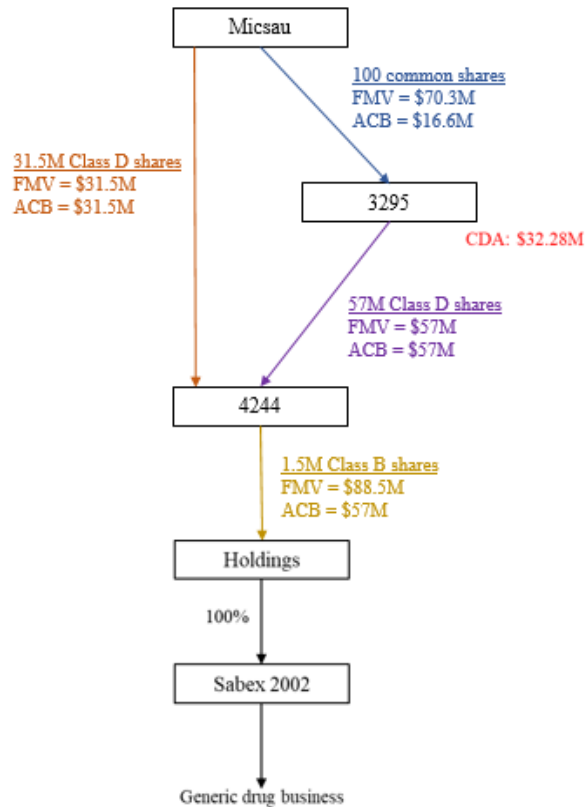 Micsau
100 common shares
FMV = $70.3M
ACB = $16.6M
31.5M Class D shares
FMV = $31.5M
ACB = $31.5M
3295
CDA: $32.28M
57M Class D shares
FMV = $57M
ACB = $57M
4244
1.5M Class B shares
FMV = $88.5M
ACB = $57M
Holdings
100%
Sabex 2002
Generic drug business